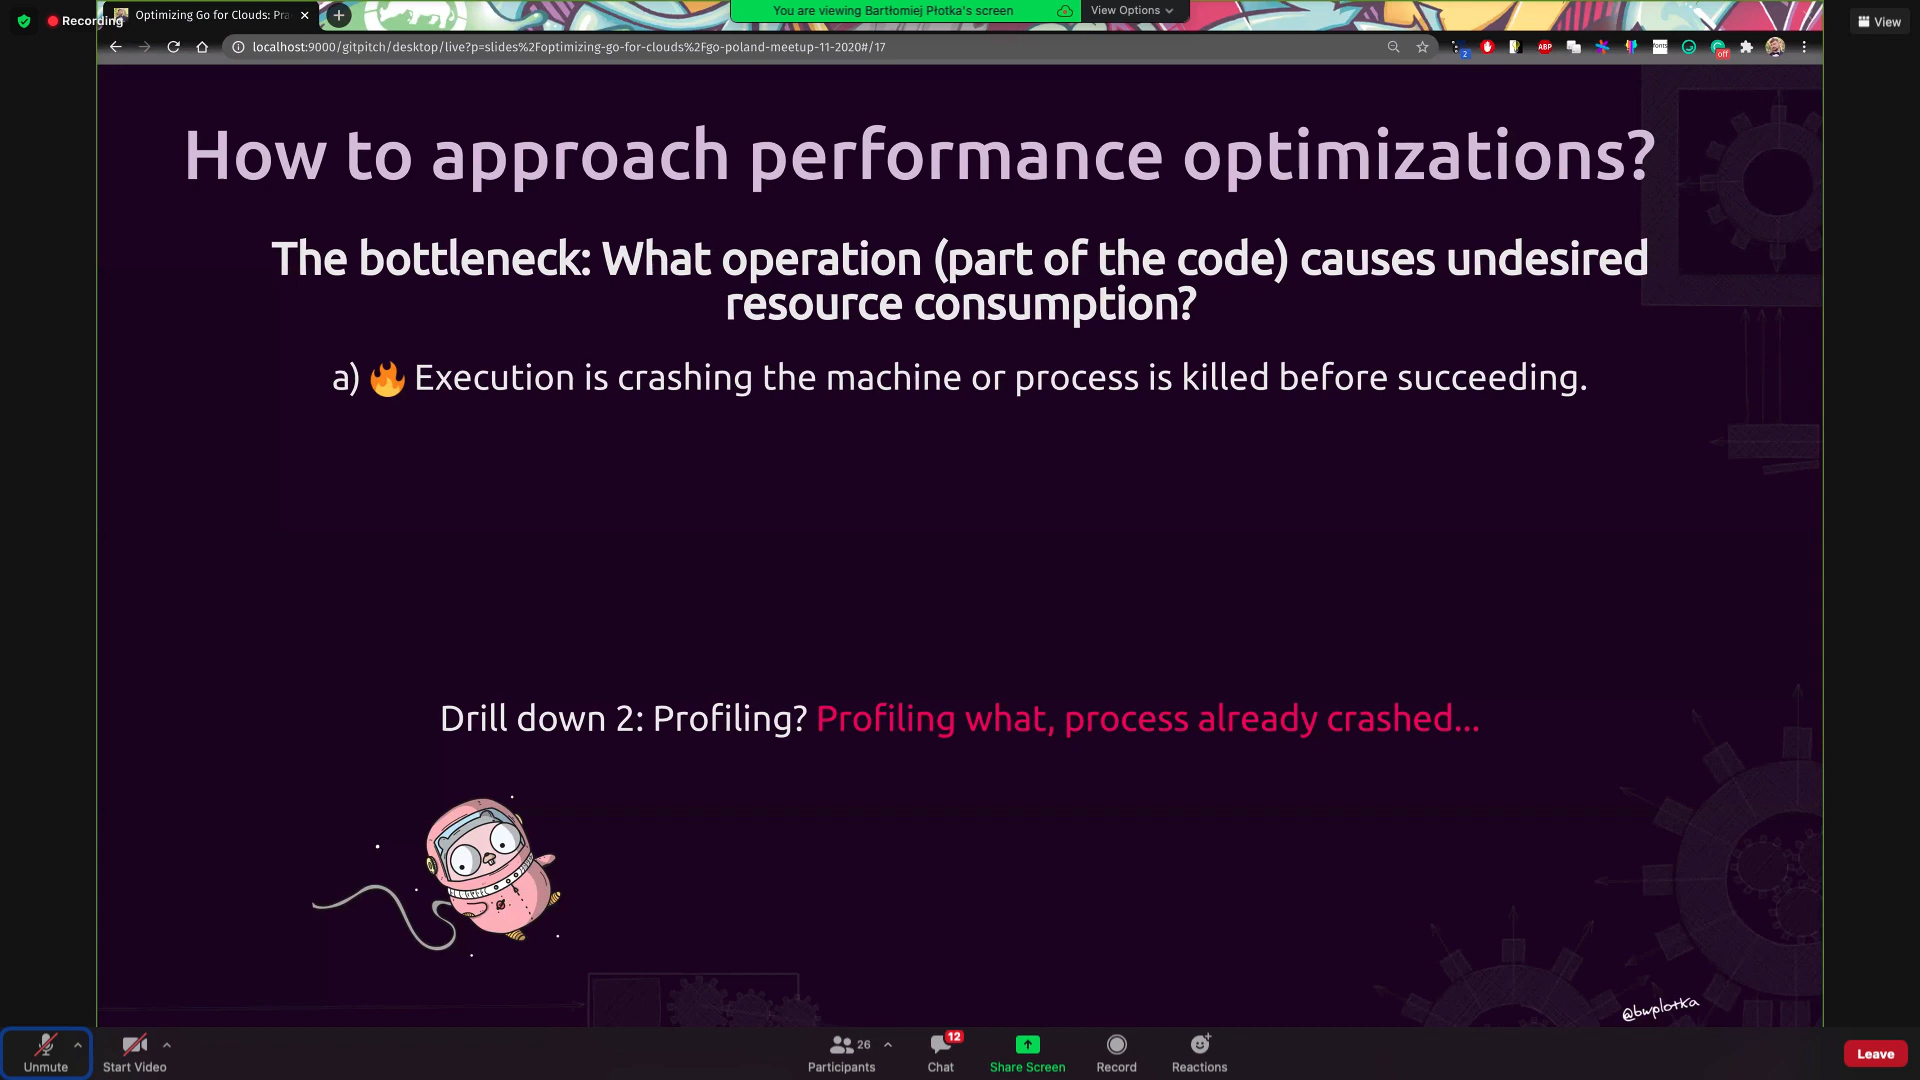 Recording
Optimizing Go for Clouds: Pra
You are viewing Bartłomiej Płotka's screen
View Options
View
localhost:9000/gitpitch/desktop/live?p=slides%2Foptimizing-go-for-clouds%2Fgo-poland-meetup-11-2020#/17
2
ABP
fonts
off
How to approach performance optimizations?
The bottleneck: What operation (part of the code) causes undesired
resource consumption?
a) 🔥 Execution is crashing the machine or process is killed before succeeding.
Drill down 2: Profiling? Profiling what, process already crashed...
@bwplotka
Unmute
Start Video
26
Participants
12
Chat
Share Screen
Record
Reactions
Leave